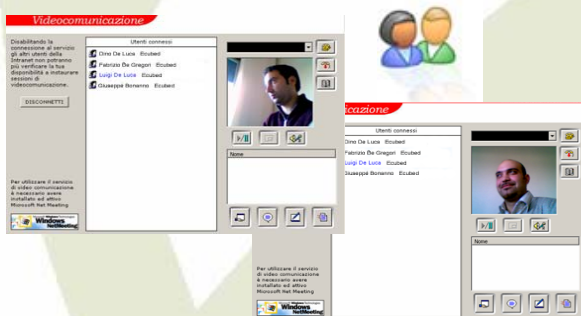 Videocomunicazione
Disabilitando la
connessione al servizio
gli altri utenti della
Intranet non potranno
più verificare la tua
disponibilità a instaurare
sessioni di
videocomunicazione.
DISCONNETTI
Per utilizzare il servizio
di video comunicazione
è necessario avere
installato ed attivo
Microsoft Net Meeting
Windows
NetMeeting
Utenti connessi
Dino De Luca Ecubed
Fabrizio De Gregori Ecubed
Luigi De Luca Ecubed
Giuseppe Bonanno Ecubed
Nome
icazione
Utenti connessi
Dino De Luca Ecubed
Fabrizio De Gregori Ecubed
Luigi De Luca Ecubed
Giuseppe Bonanno Ecubed
Nome
Per utilizzare il servizio
di video comunicazione
è necessario avere
installato ed attivo
Microsoft Net Meeting
Windows
NetMeeting